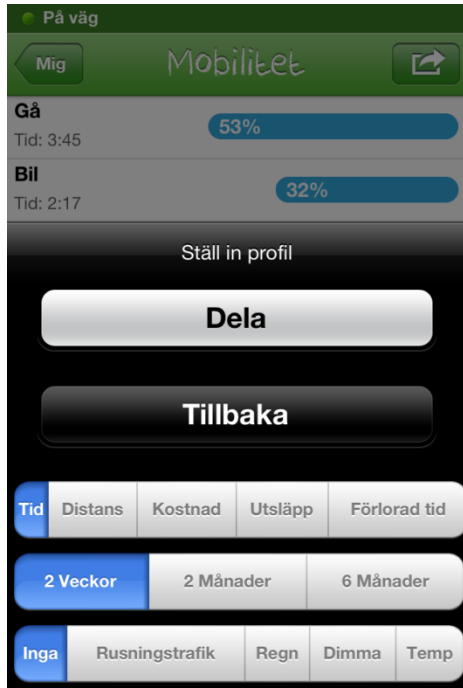 På väg
Mig Mobilitet
Gå
53%
Tid: 3:45
Bil
32%
Tid: 2:17
Ställ in profil
Dela
Tillbaka
Tid Distans Kostnad Utsläpp Förlorad tid
2 Veckor 2 Månader 6 Månader
Inga Rusningstrafik Regn Dimma Temp